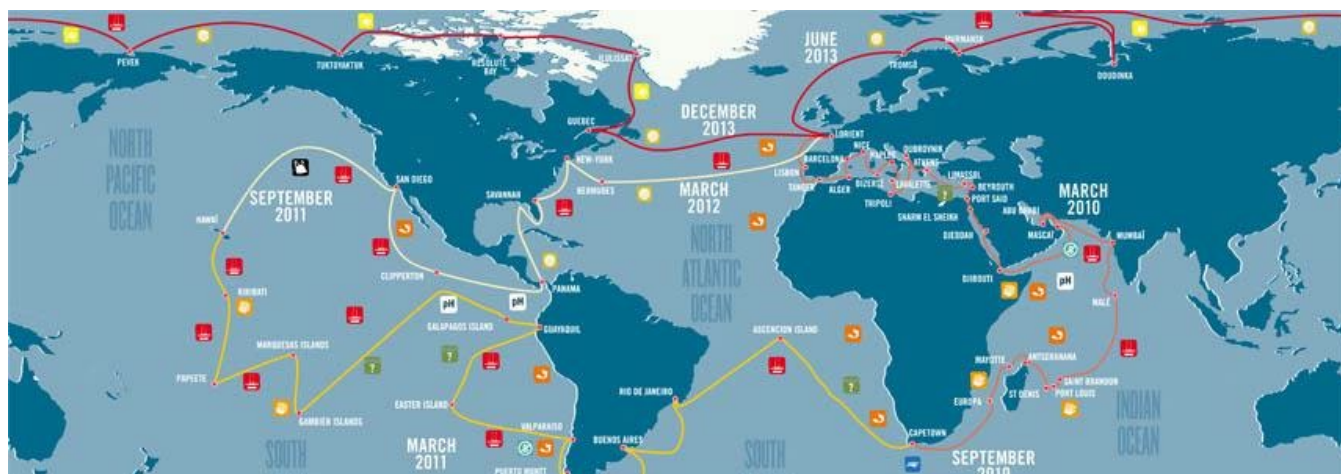 PEVEK
TUKTOYAKTUK
RESOLUTE
BAY
ILULISSAT
JUNE
2013
TROMSØ
MURMANSK
DOUDINKA
NORTH
PACIFIC
OCEAN
QUEBEC
DECEMBER
2013
LORIENT
NEW-YORK
BERMUDES
SAVANNAH
SAN DIEGO
SEPTEMBER
2011
HAWAÏ
MARCH
2012
LISBON
BARCELONA
NICE
NAPLES
DUBROVNIK
ATHENS
TANGER
ALGER
BIZERTE
LAVALETTE
TRIPOLI
LIMASSOL
BEYROUTH
PORT SAID
SHARM EL SHEIKH
MARCH
2010
ABU DHABI
MASCAT
MUMBAÏ
DJEDDAH
DJIBOUTI
NORTH
ATLANTIC
OCEAN
CLIPPERTON
PANAMA
KIRIBATI
pH
pH
pH
GALAPAGOS ISLAND
GUAYAQUIL
MALÉ
ASCENCION ISLAND
MARQUESAS ISLANDS
PAPEETE
GAMBIER ISLANDS
?
?
?
?
EASTER ISLAND
RIO DE JANEIRO
MAYOTTE
ANTSIRANANA
EUROPA
ST DENIS
SAINT BRANDON
PORT LOUIS
INDIAN
OCEAN
VALPARAISO
BUENOS AIRES
CAPETOWN
SOUTH
MARCH
2011
PUERTO MONTT
SOUTH
SEPTEMBER
2010